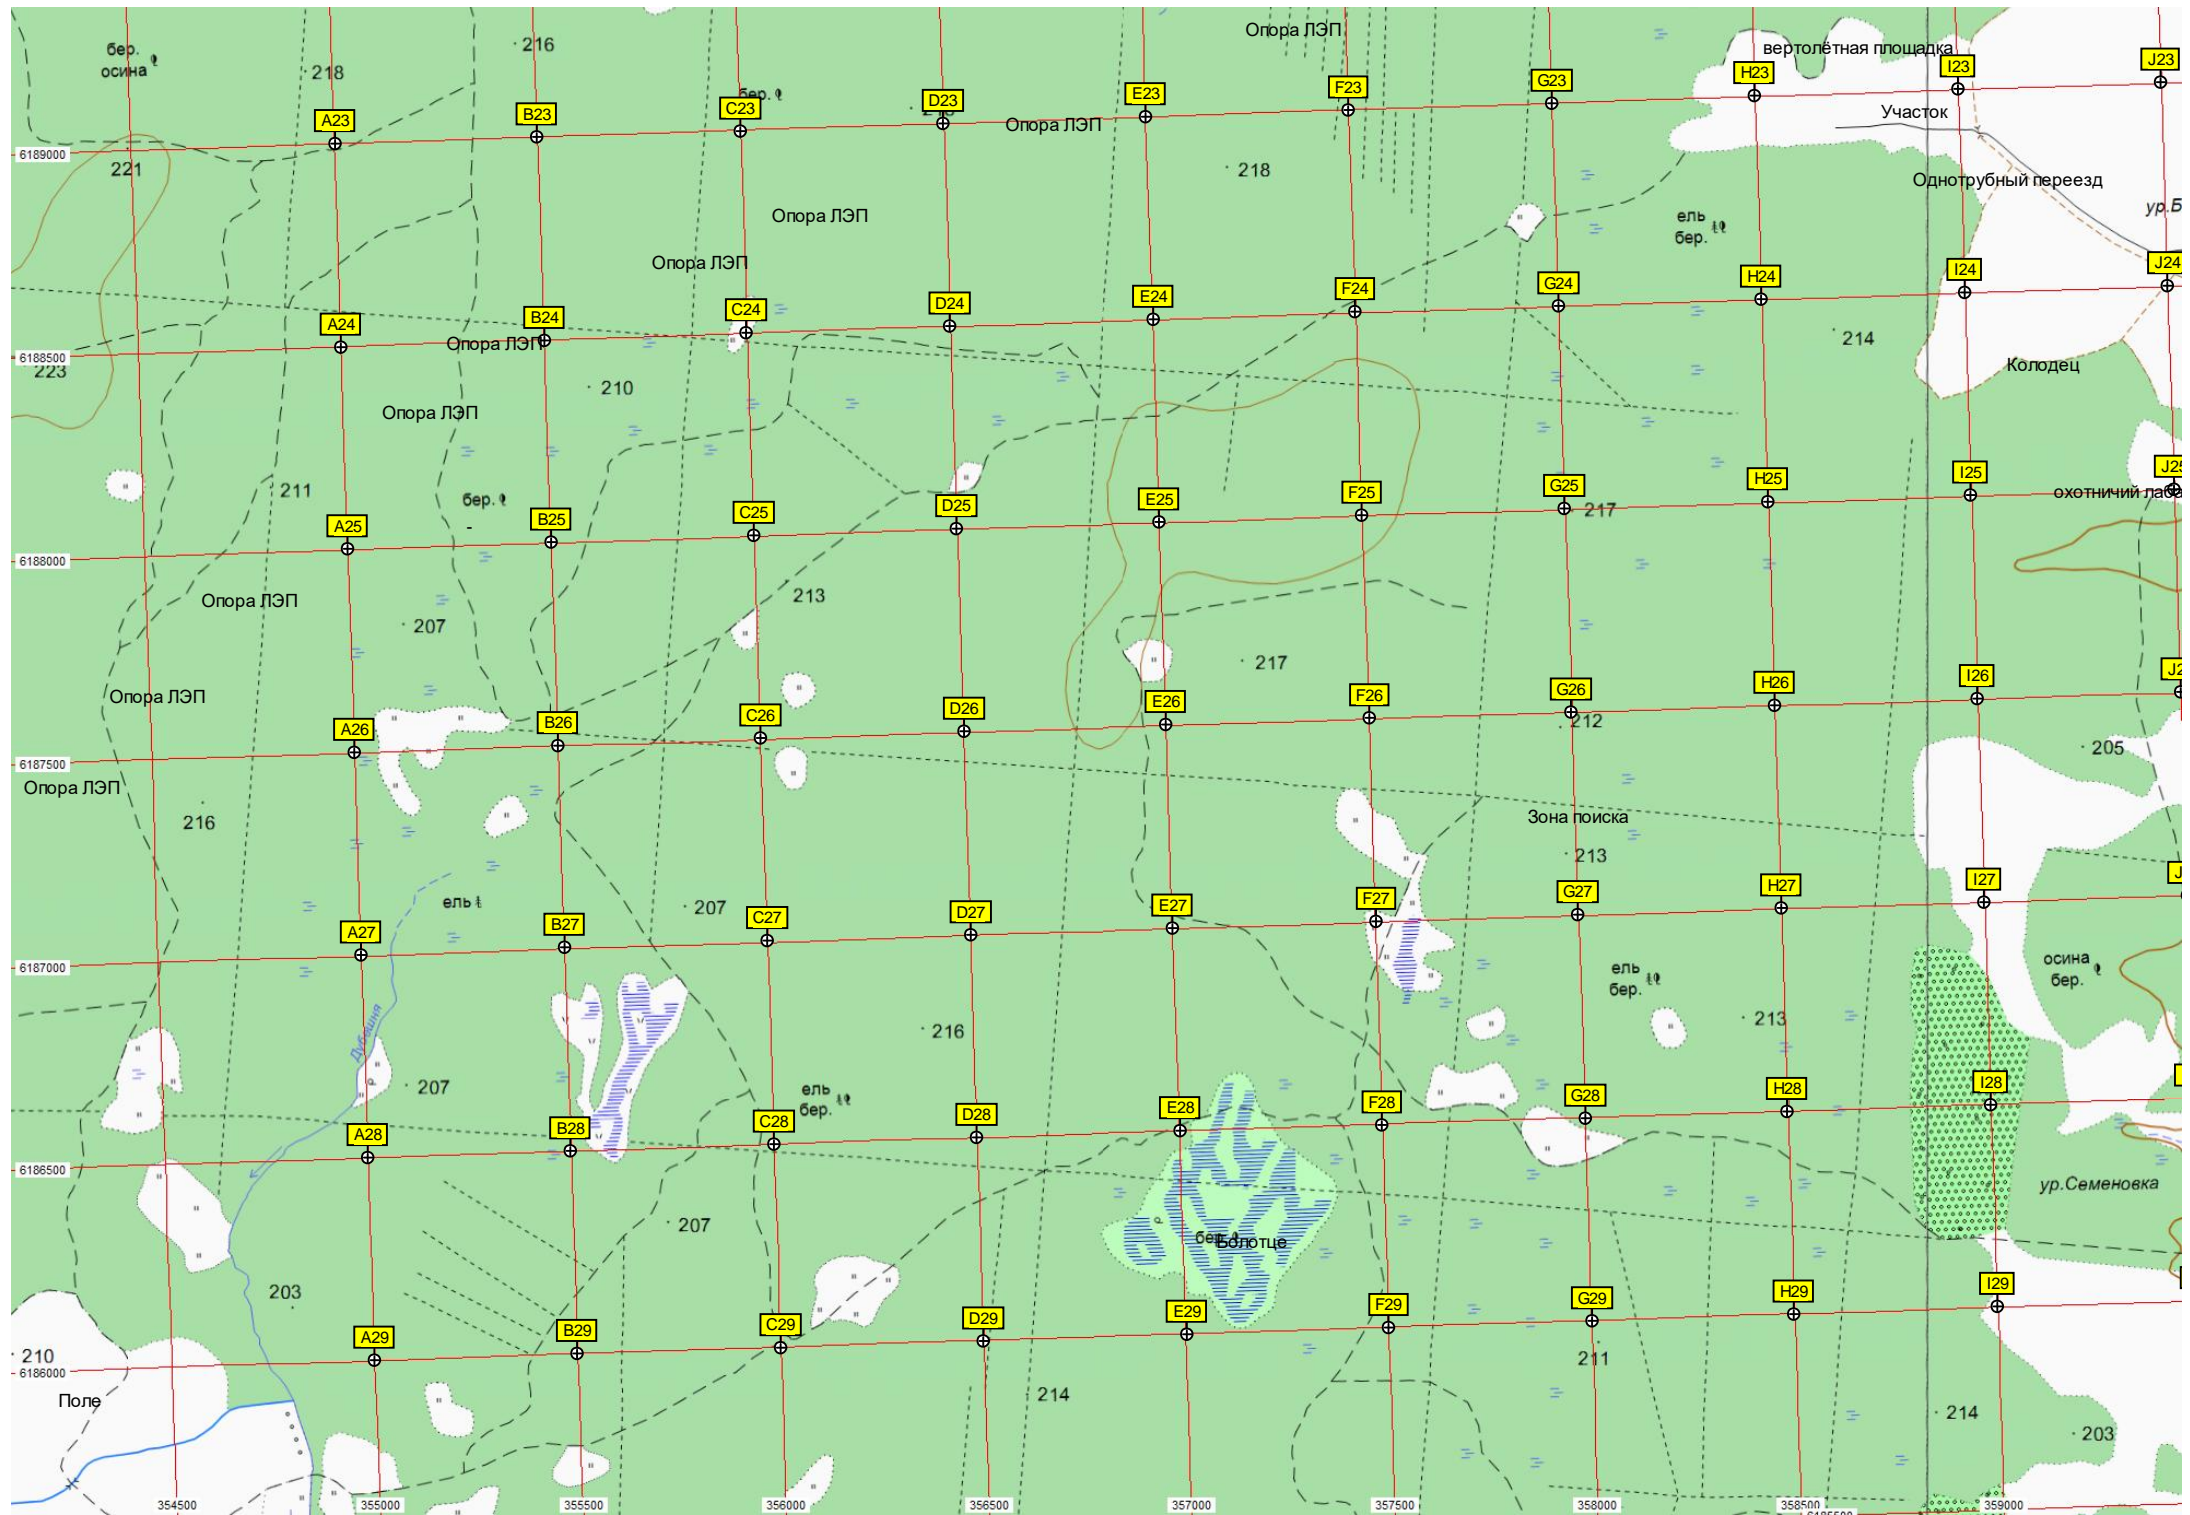 Опора ЛЭП
бер.
осина
216
218
вертолётная площадка
J23
I23
H23
G23
F23
E23
D23
C23
бер.
B23
A23
Участок
Опора ЛЭП
6189000
221
218
Однотрубный переезд
ур.Б
Опора ЛЭП
ель
бер.
Опора ЛЭП
J24
I24
H24
G24
F24
E24
D24
C24
B24
A24
Опора ЛЭП
214
6188500
223
Колодец
210
Опора ЛЭП
J25
I25
H25
G25
F25
E25
D25
C25
B25
A25
211
бер.
охотничий лаба
217
6188000
213
Опора ЛЭП
207
217
I26
H26
G26
F26
E26
D26
C26
B26
A26
Опора ЛЭП
212
205
6187500
Опора ЛЭП
216
Зона поиска
213
I27
H27
G27
F27
E27
D27
C27
B27
A27
ель
207
6187000
осина
бер.
ель
бер.
216
213
Дубешня
207
ель
бер.
I28
H28
G28
F28
E28
D28
C28
B28
A28
6186500
ур.Семеновка
207
бер.
Болотце
203
I29
H29
G29
F29
E29
D29
C29
B29
A29
210
211
6186000
Поле
214
214
203
354500
355000
355500
356000
356500
357000
357500
358000
358500
359000
6185500